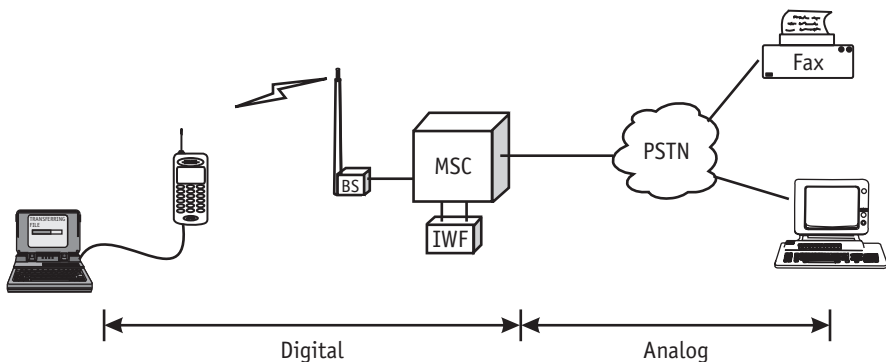 Fax
PSTN
MSC
BS
TRANSFERRING
FILE
IWF
Digital
Analog